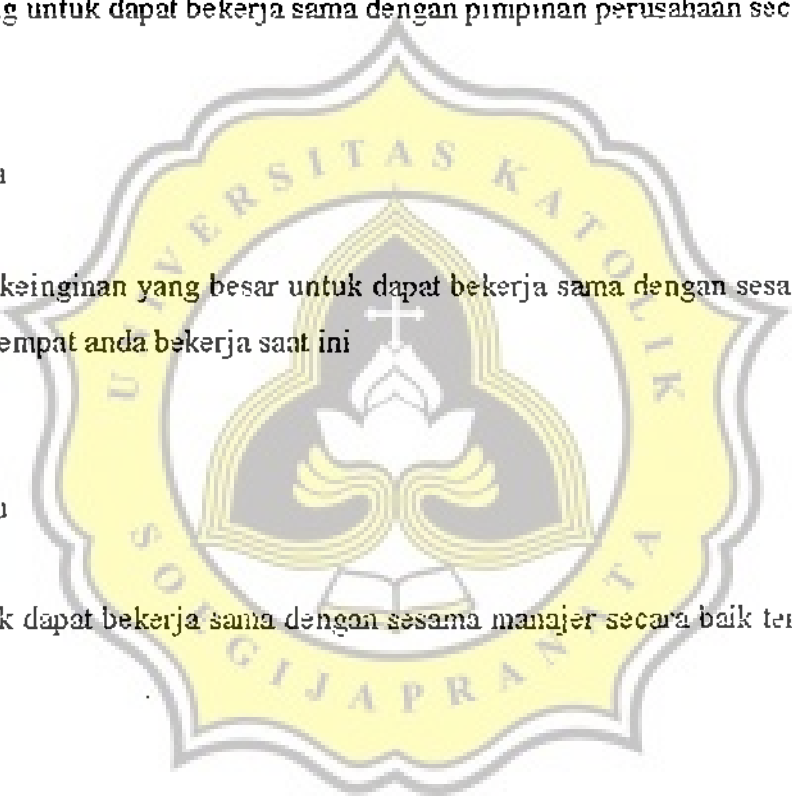 g untuk dapat bekerja sama dengan pimpinan perusahaan sec
UNIVERSITAS KATOLIK
a
keinginan yang besar untuk dapat bekerja sama dengan sesa
empat anda bekerja saat ini
u
k dapat bekerja sama dengan sesama manajer secara baik ter
SOEGIJAPRANATA